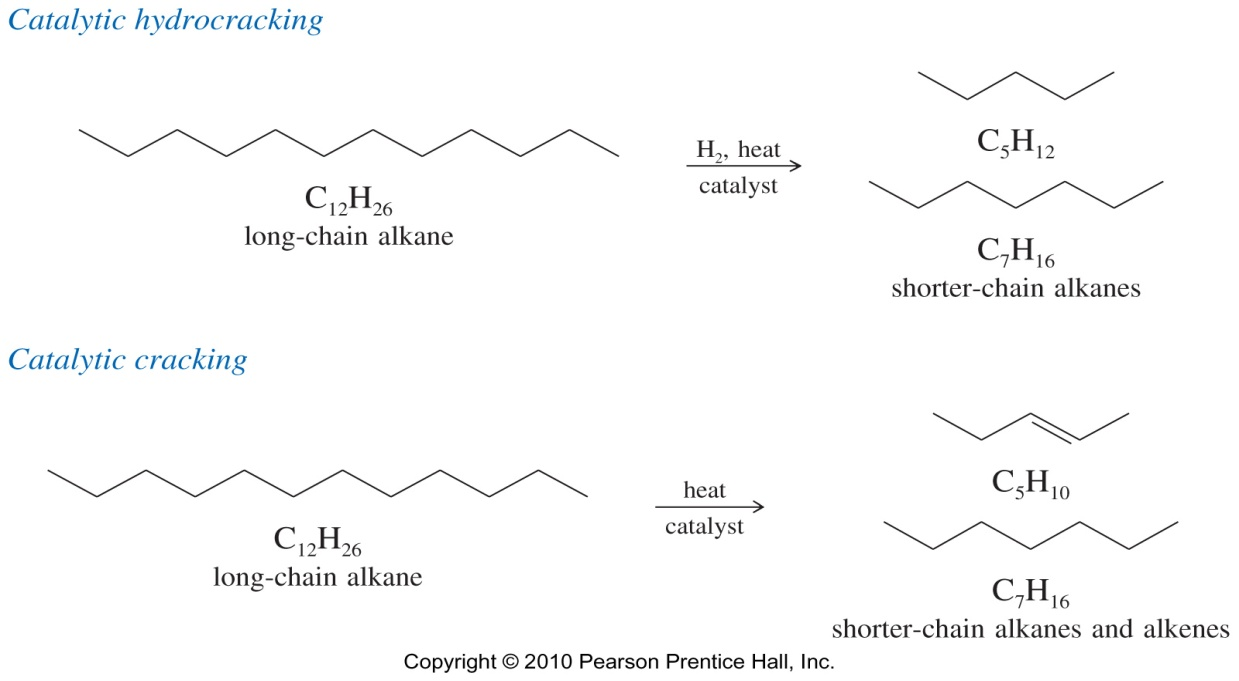 Catalytic hydrocracking
C₅H₁₂
H₂, heat
catalyst
C₁₂H₂₆
long-chain alkane
C₇H₁₆
shorter-chain alkanes
Catalytic cracking
C₅H₁₀
heat
catalyst
C₁₂H₂₆
long-chain alkane
C₇H₁₆
shorter-chain alkanes and alkenes
Copyright © 2010 Pearson Prentice Hall, Inc.